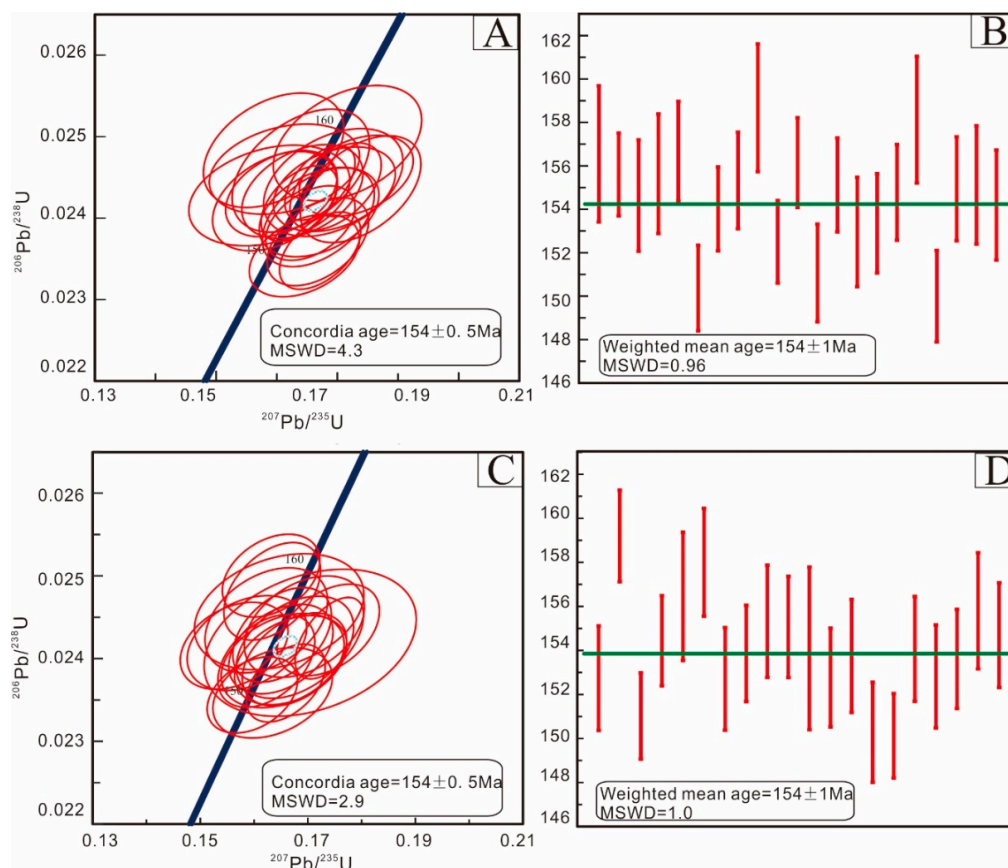 A
0.026
0.025
0.024
0.023
0.022
²⁰⁶Pb/²³⁸U
160
150
Concordia age=154±0.5Ma
MSWD=4.3
0.13 0.15 0.17 0.19 0.21
²⁰⁷Pb/²³⁵U
B
162
160
158
156
154
152
150
148
146
Weighted mean age=154±1Ma
MSWD=0.96
C
0.026
0.025
0.024
0.023
0.022
²⁰⁶Pb/²³⁸U
160
150
Concordia age=154±0.5Ma
MSWD=2.9
0.13 0.15 0.17 0.19 0.21
²⁰⁷Pb/²³⁵U
D
162
160
158
156
154
152
150
148
146
Weighted mean age=154±1Ma
MSWD=1.0